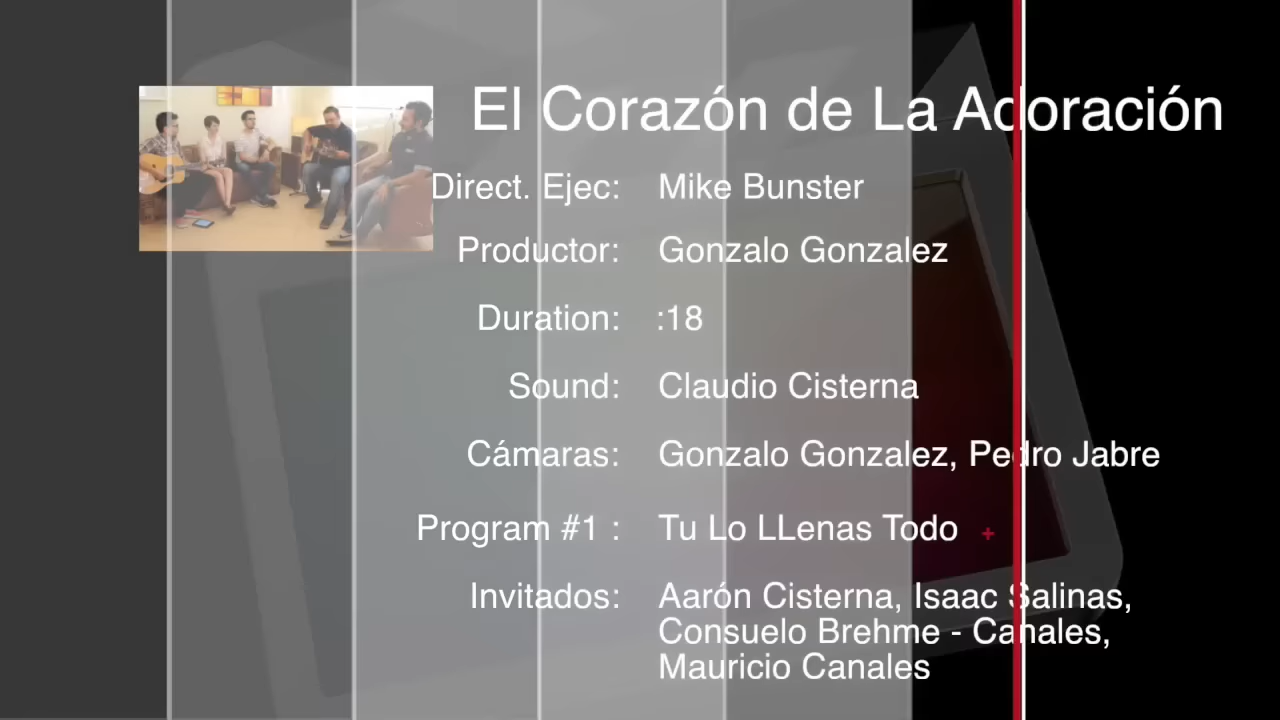 El Corazón de La Adoración
Direct. Ejec: Mike Bunster
Productor: Gonzalo Gonzalez
Duration: :18
Sound: Claudio Cisterna
Cámaras: Gonzalo Gonzalez, Pedro Jabre
Program #1 : Tu Lo LLenas Todo
Invitados: Aarón Cisterna, Isaac Salinas,
Consuelo Brehme - Canales,
Mauricio Canales